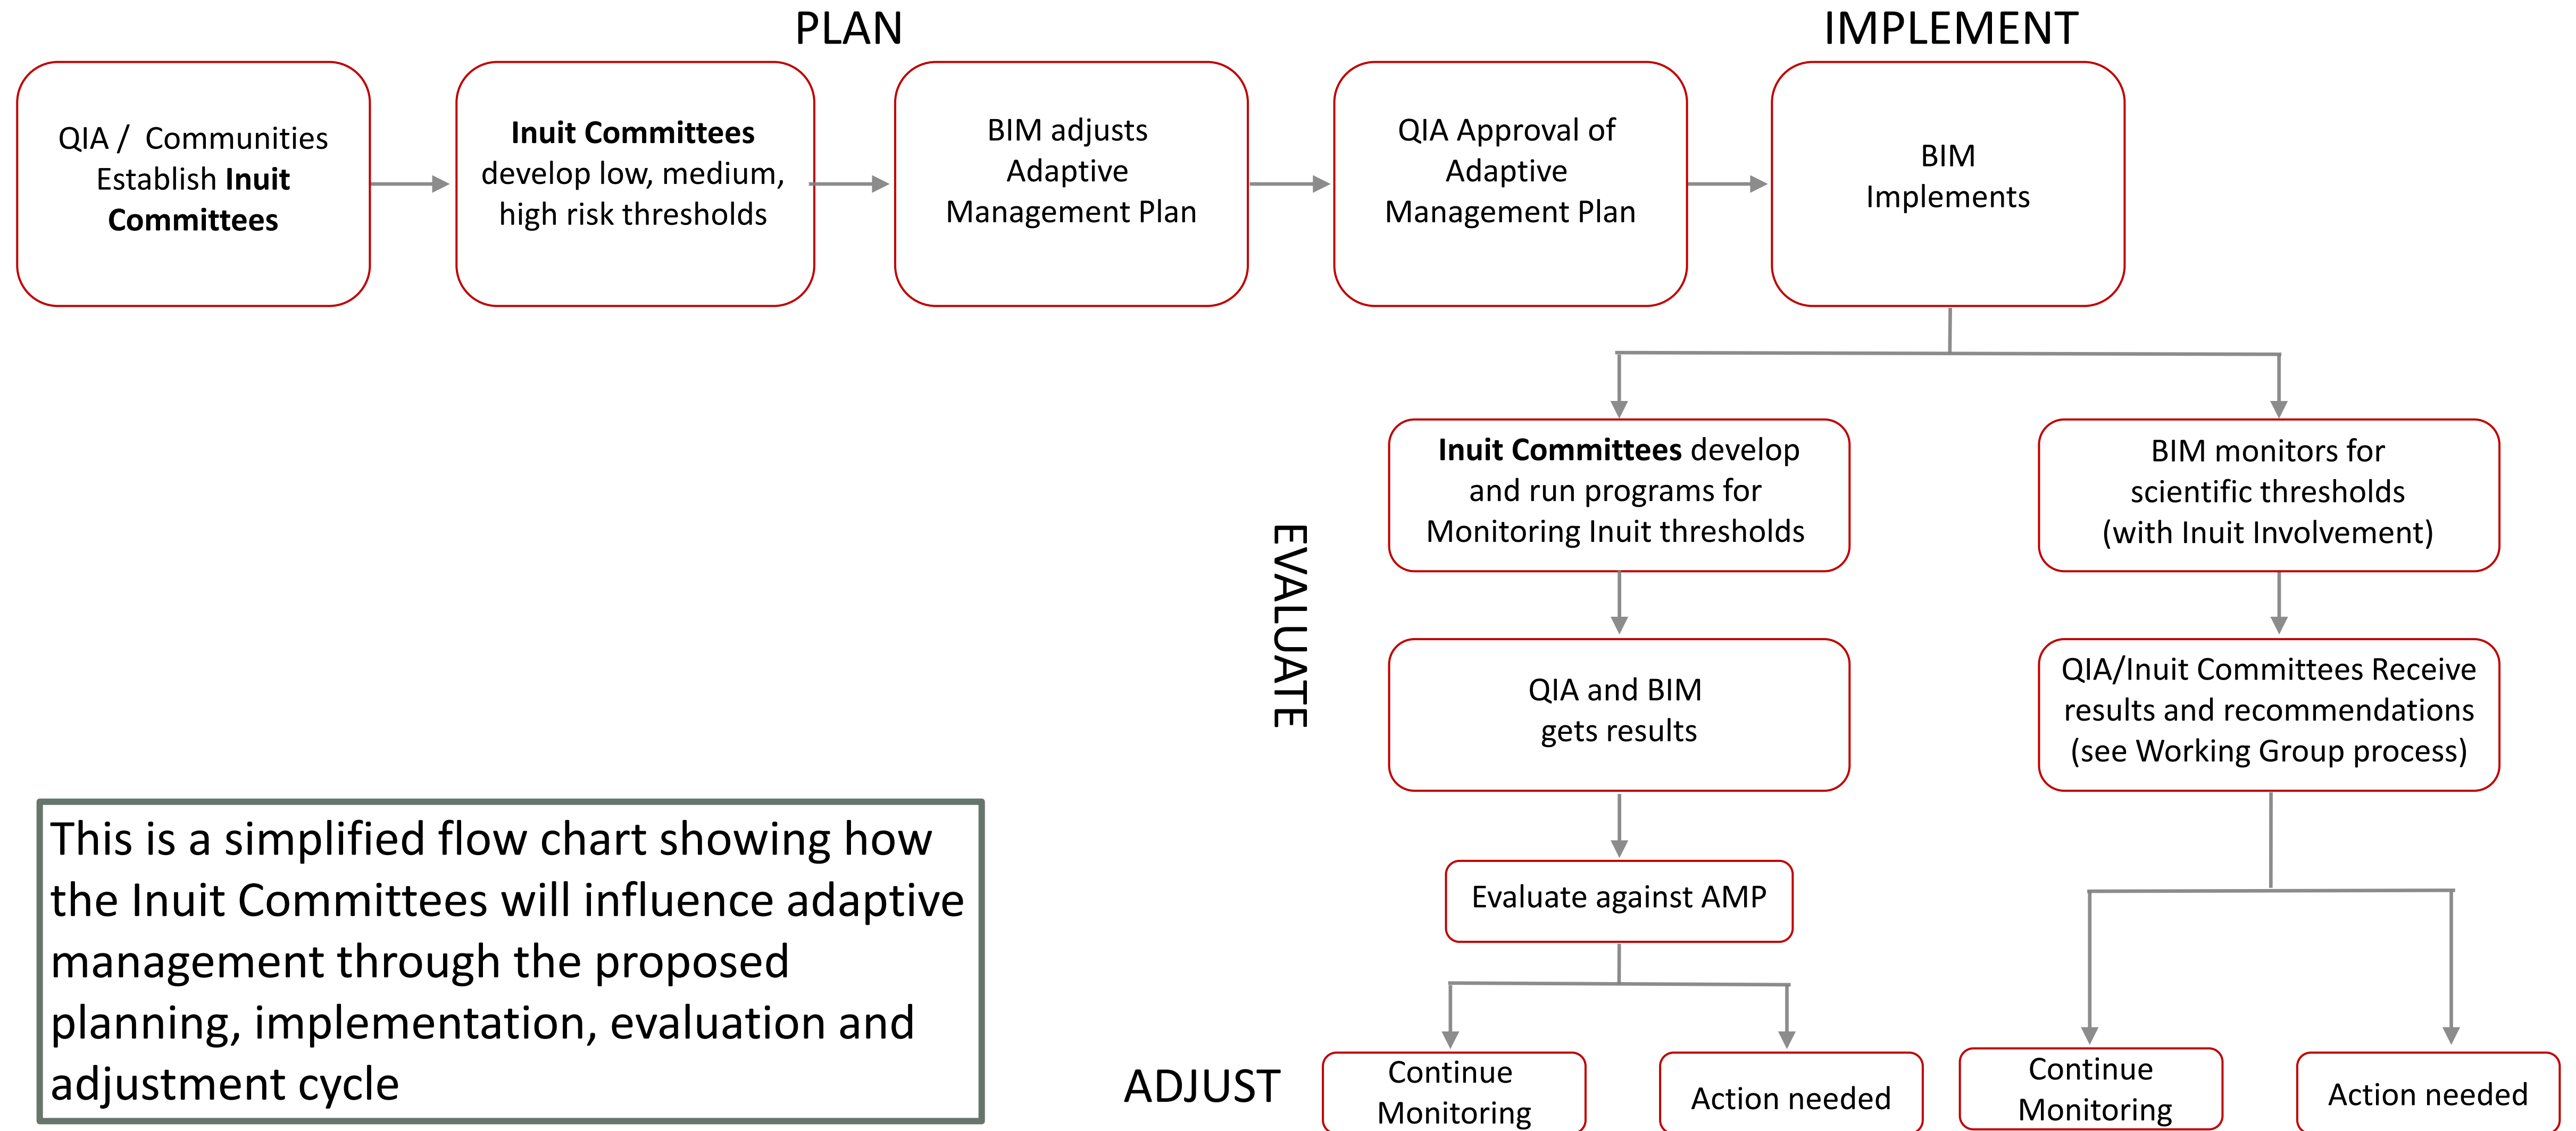 PLAN
IMPLEMENT
QIA / Communities
Establish Inuit
Committees
Inuit Committees
develop low, medium,
high risk thresholds
BIM adjusts
Adaptive
Management Plan
QIA Approval of
Adaptive
Management Plan
BIM
Implements
EVALUATE
Inuit Committees develop
and run programs for
Monitoring Inuit thresholds
BIM monitors for
scientific thresholds
(with Inuit Involvement)
QIA and BIM
gets results
QIA/Inuit Committees Receive
results and recommendations
(see Working Group process)
Evaluate against AMP
This is a simplified flow chart showing how
the Inuit Committees will influence adaptive
management through the proposed
planning, implementation, evaluation and
adjustment cycle
ADJUST
Continue
Monitoring
Action needed
Continue
Monitoring
Action needed